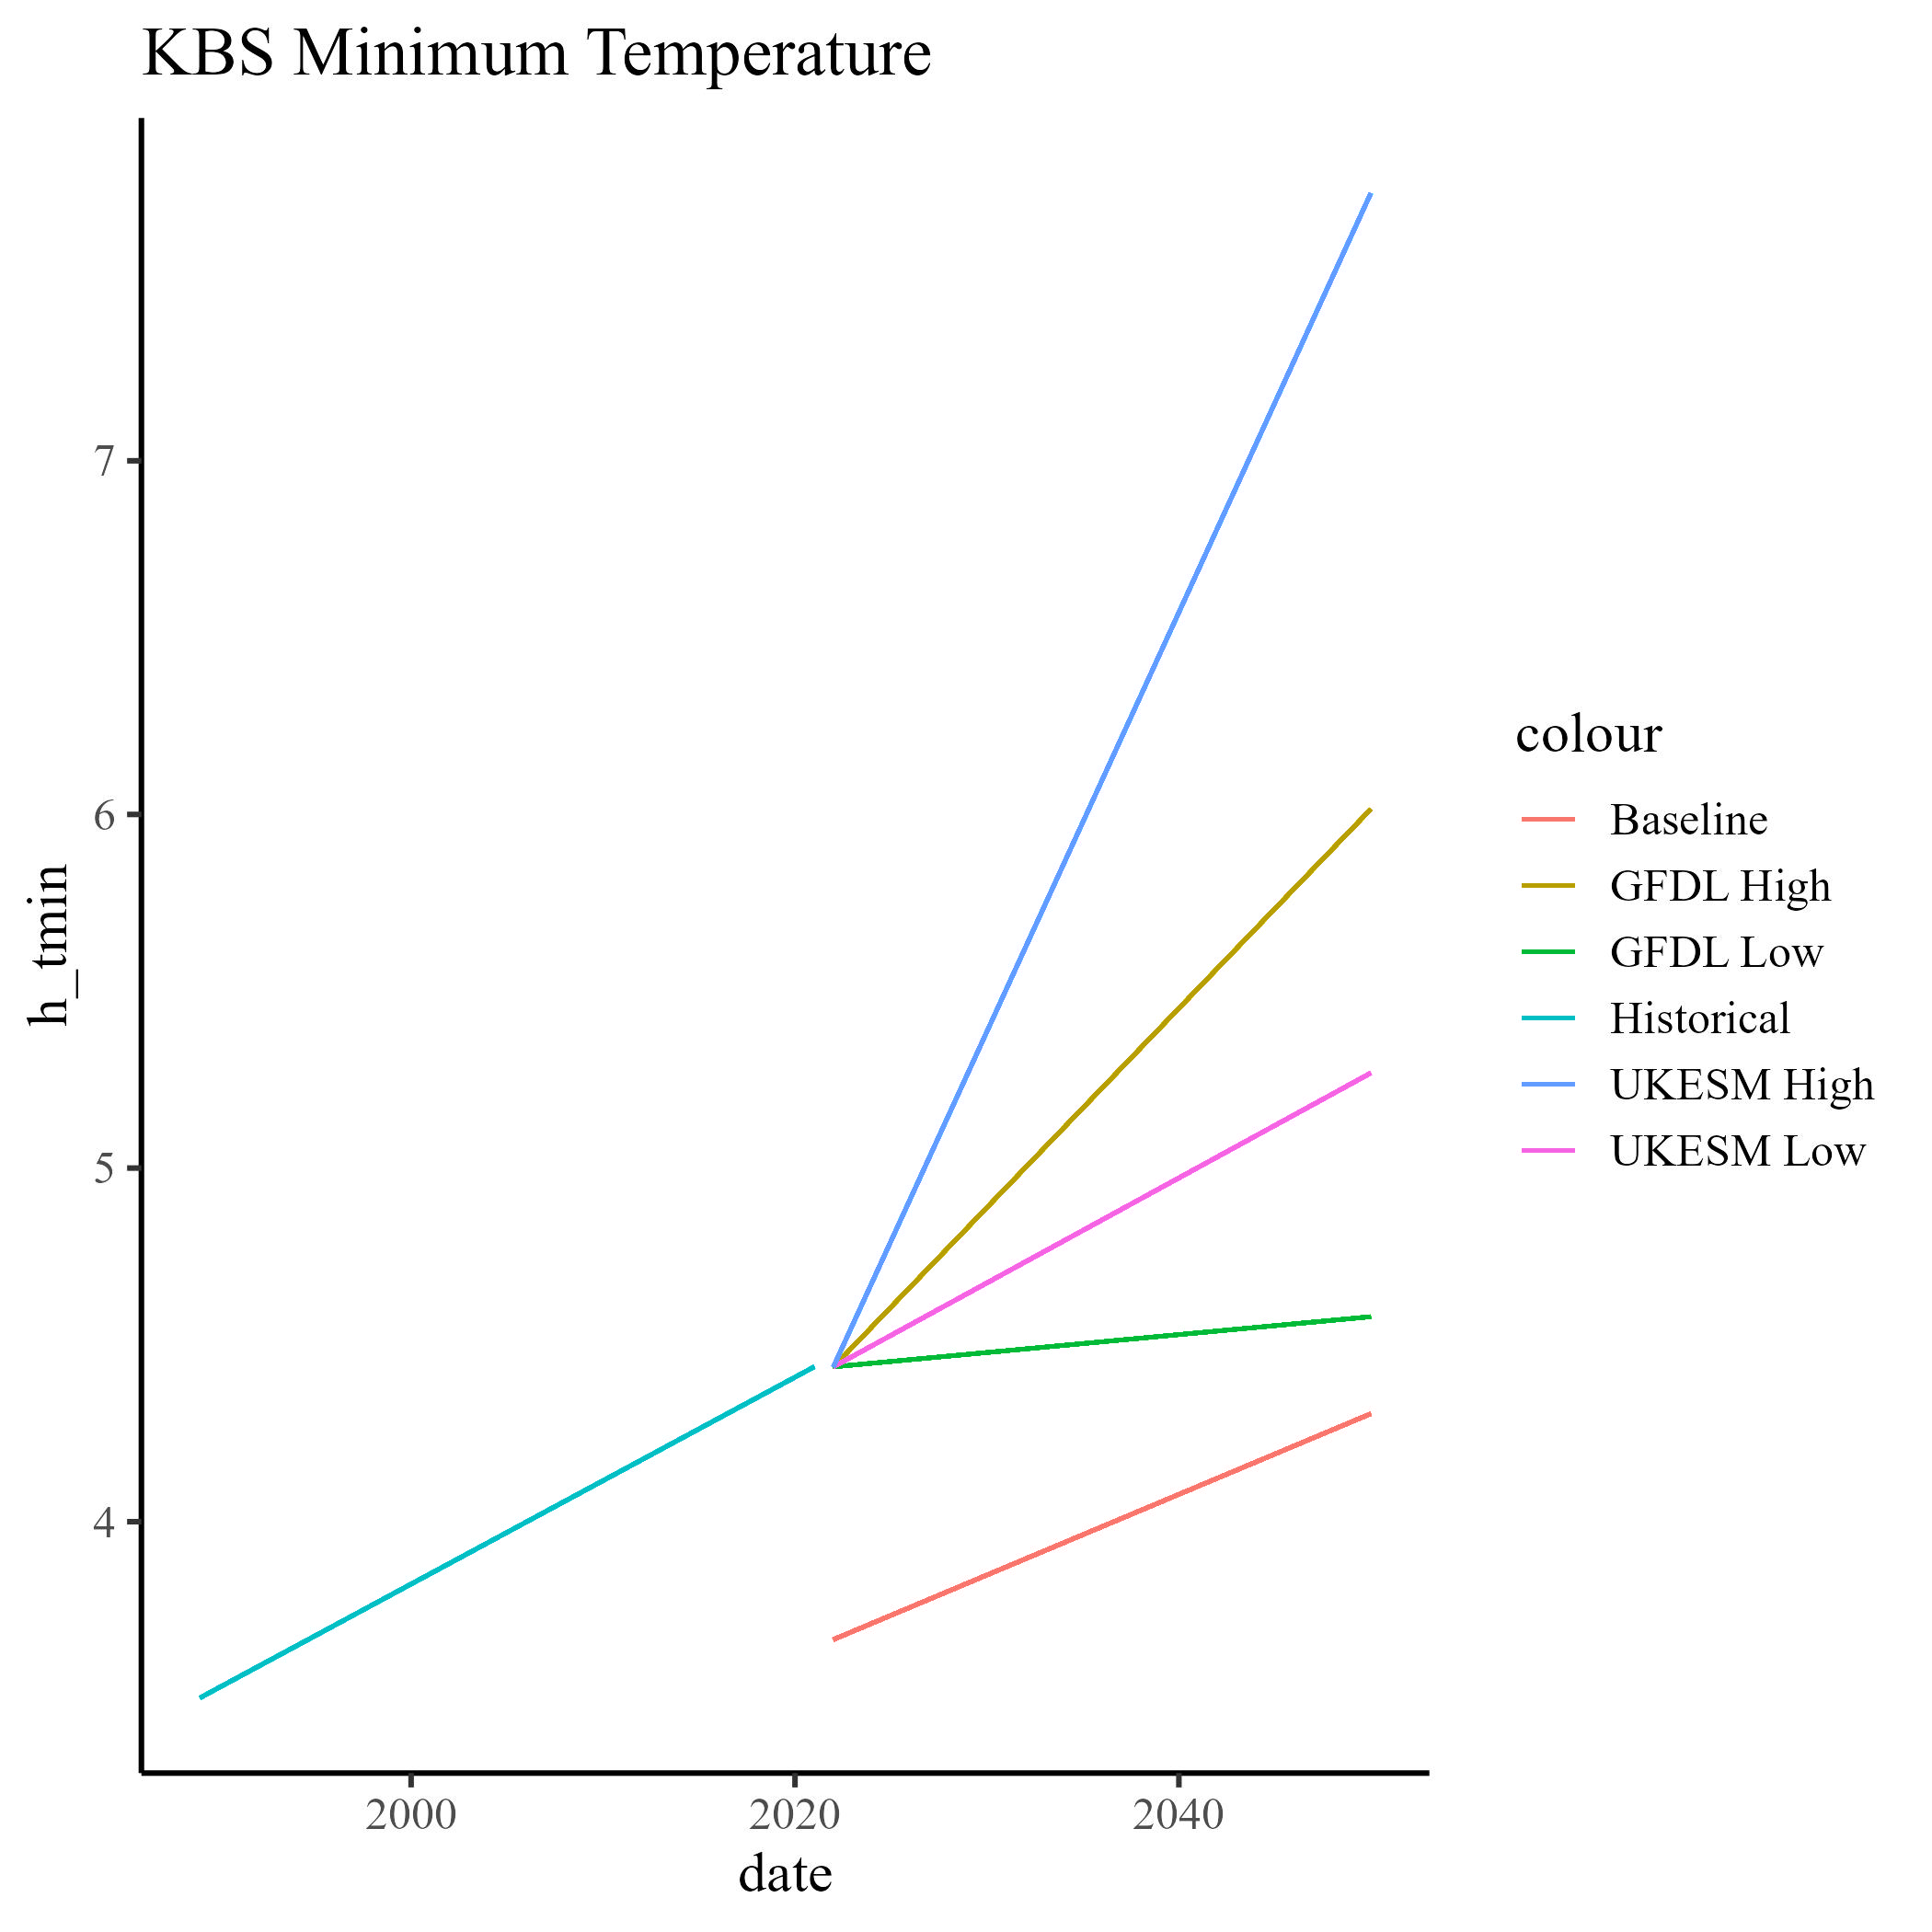 KBS Minimum Temperature
h_tmin
7
6
5
4
2000 2020 2040
date
colour
Baseline
GFDL High
GFDL Low
Historical
UKESM High
UKESM Low